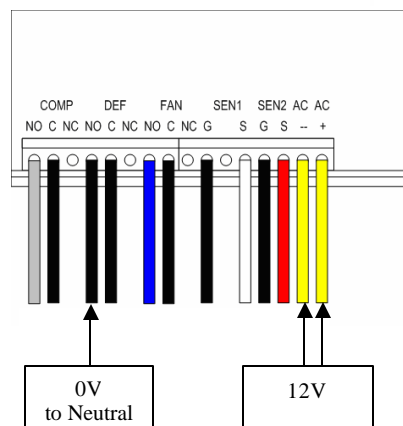 COMP DEF FAN SEN1 SEN2 AC AC
NO C NC NO C NC NO C NC G S G S -- +
0V
to Neutral
12V